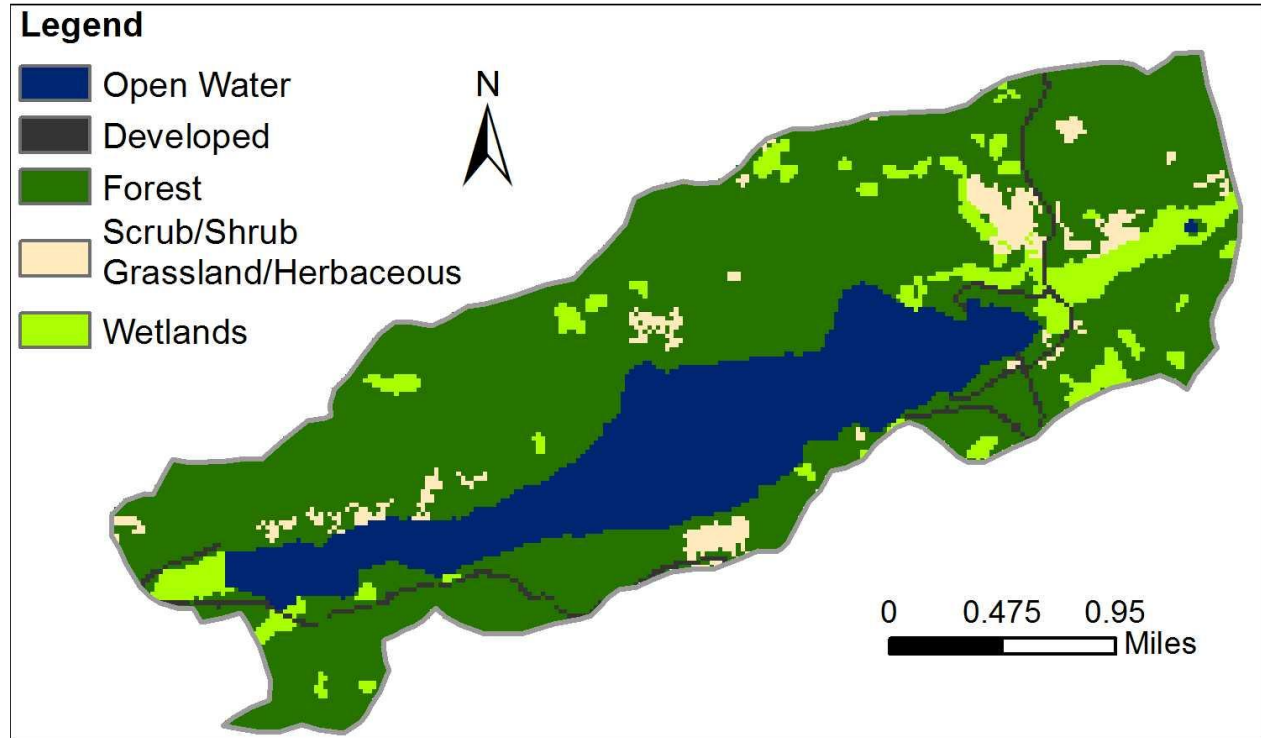 Legend
Open Water
Developed
Forest
Scrub/Shrub
Grassland/Herbaceous
Wetlands
N
0 0.475 0.95
Miles